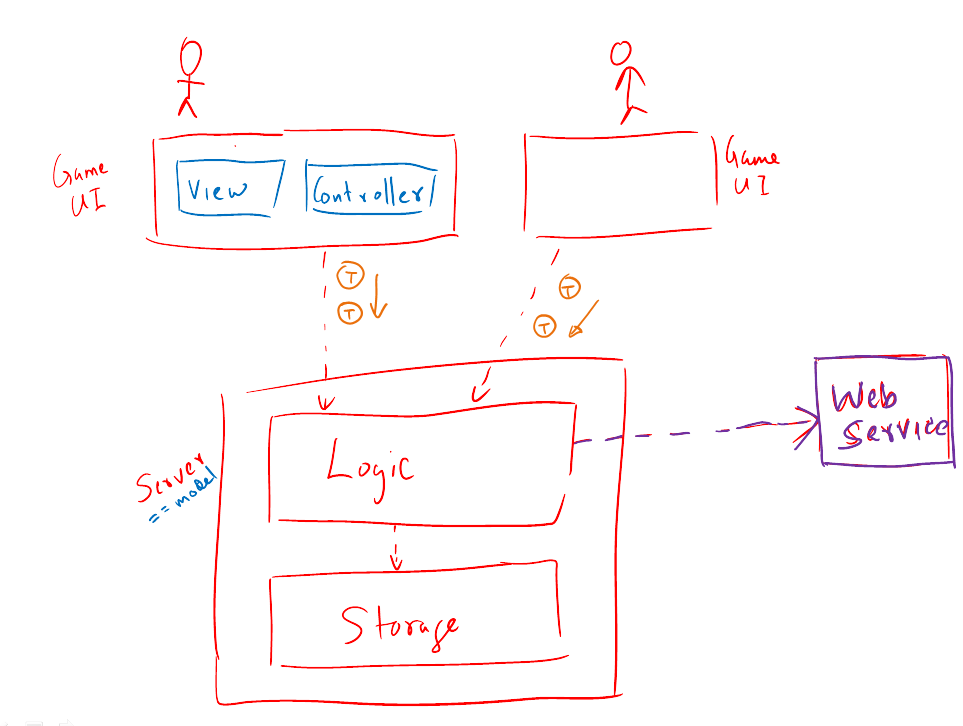 Game
UI
View
Controller
Game
UI
T
T
T
T
Web
Service
Server
== model
Logic
Storage